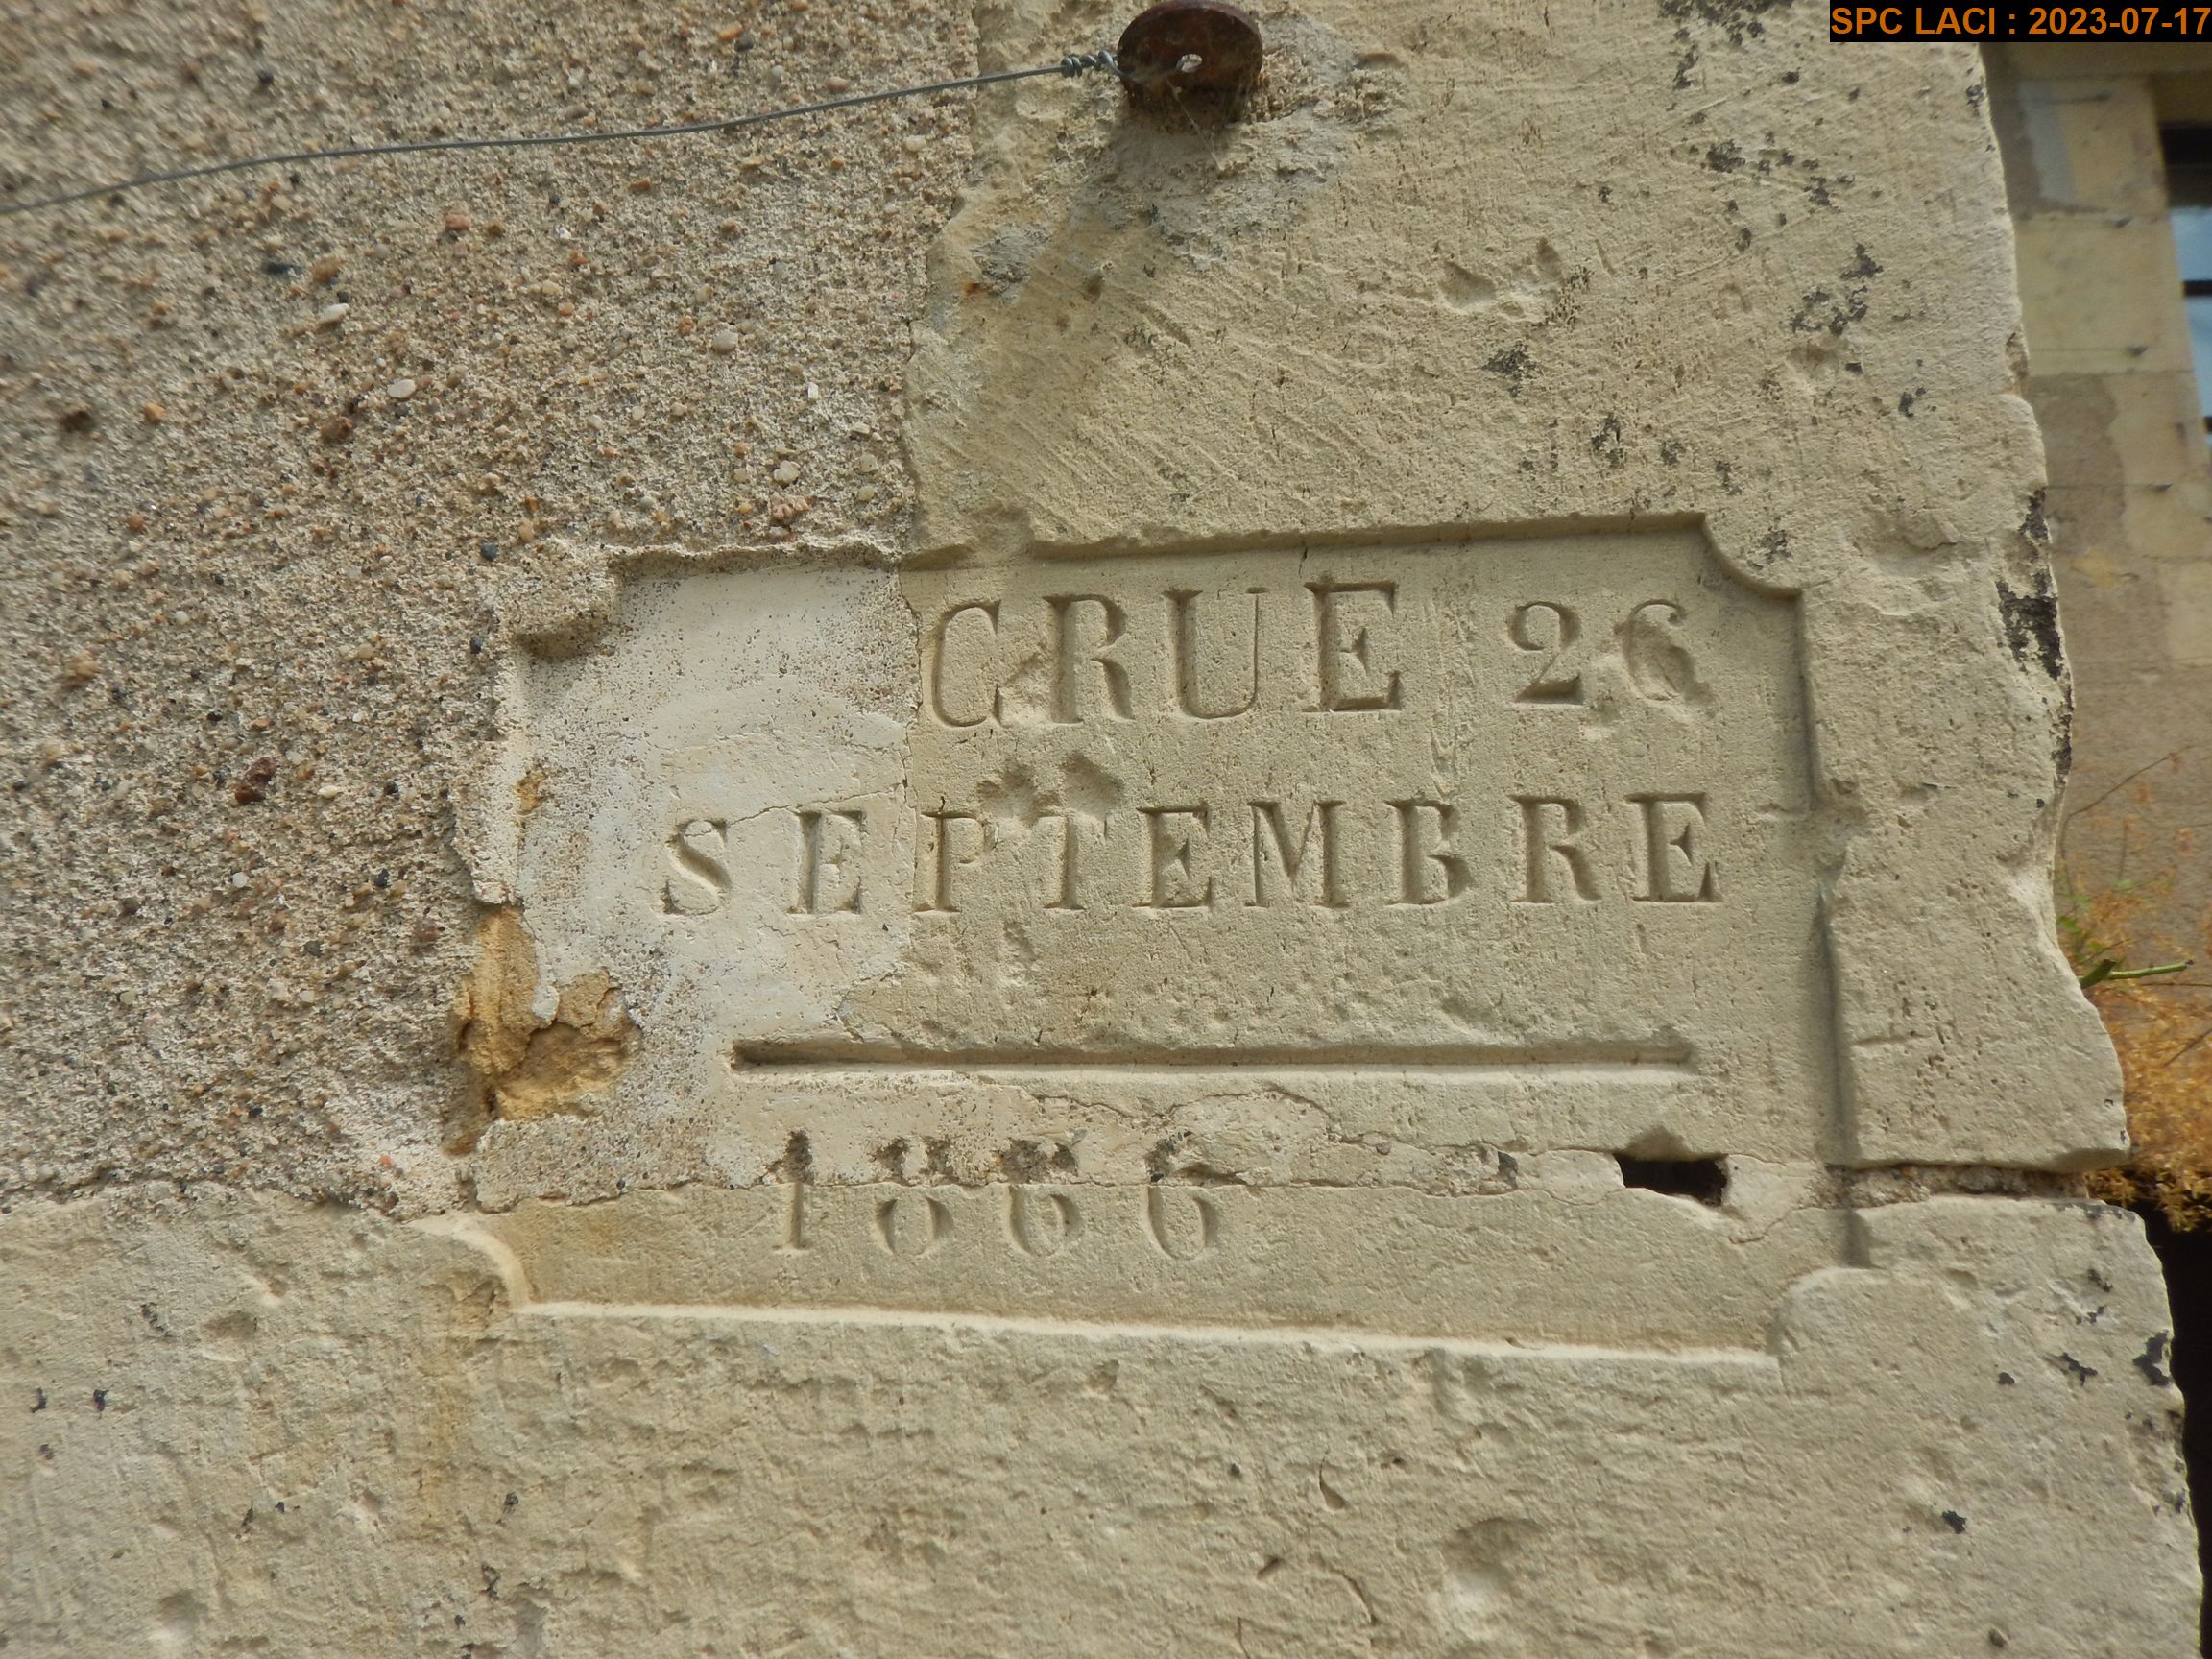 SPC LACI : 2023-07-17
CRUE 26
SEPTEMBRE
1866